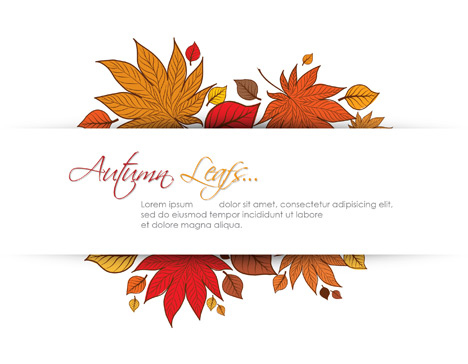 Autumn Leafs...
Lorem ipsum dolor sit amet, consectetur adipisicing elit,
sed do eiusmod tempor incididunt ut labore
et dolore magna aliqua.